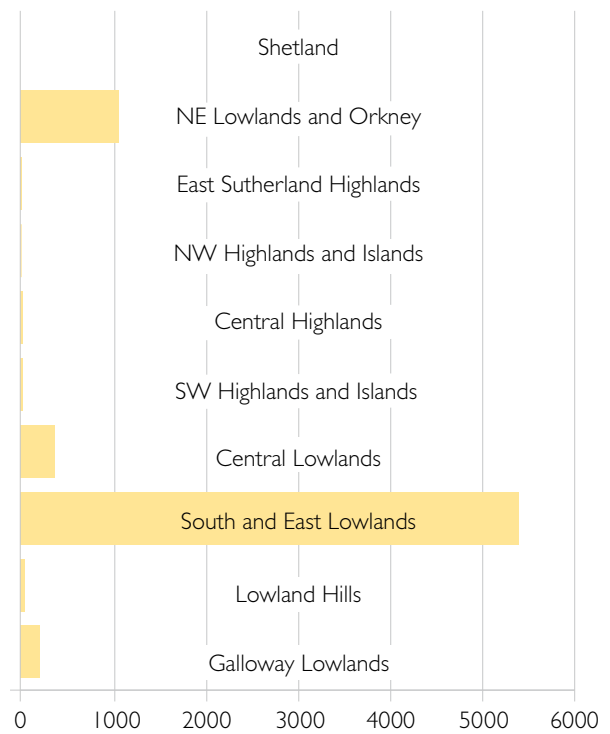 Shetland
NE Lowlands and Orkney
East Sutherland Highlands
NW Highlands and Islands
Central Highlands
SW Highlands and Islands
Central Lowlands
South and East Lowlands
Lowland Hills
Galloway Lowlands
0 1000 2000 3000 4000 5000 6000